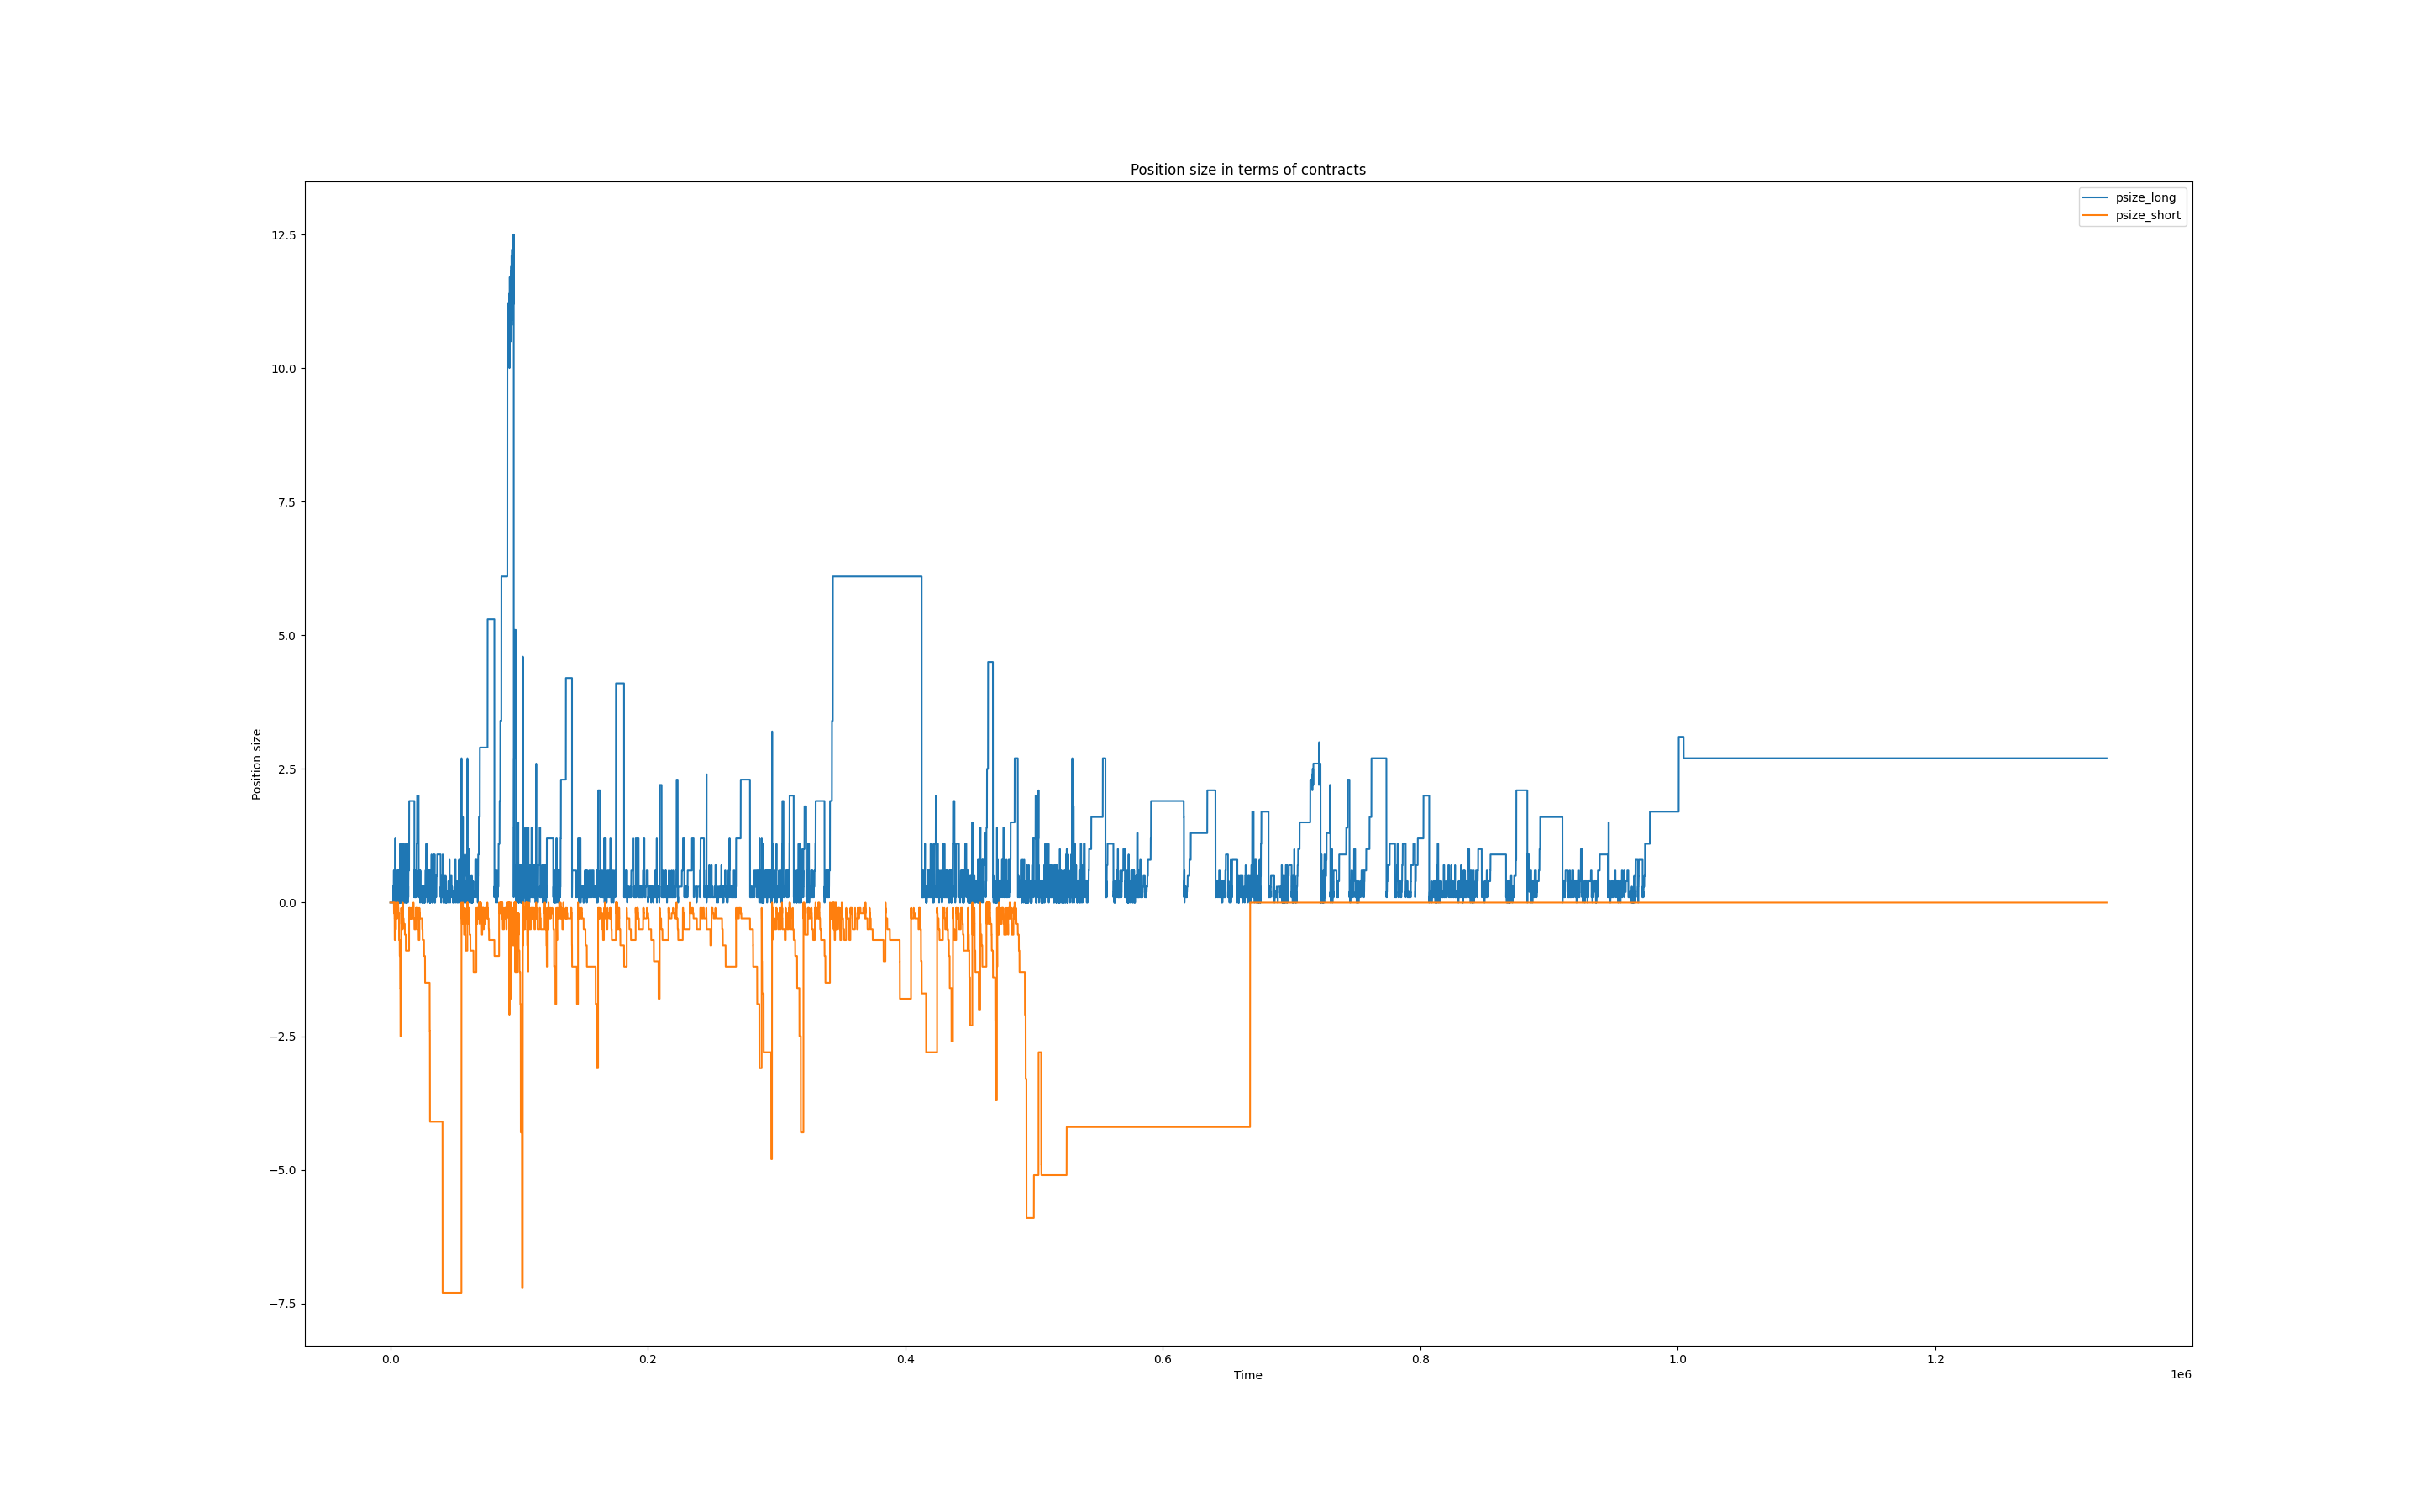 Position size in terms of contracts
psize_long
psize_short
12.5
10.0
7.5
5.0
2.5
0.0
−2.5
−5.0
−7.5
Position size
0.0
0.2
0.4
0.6
0.8
1.0
1.2
Time
1e6